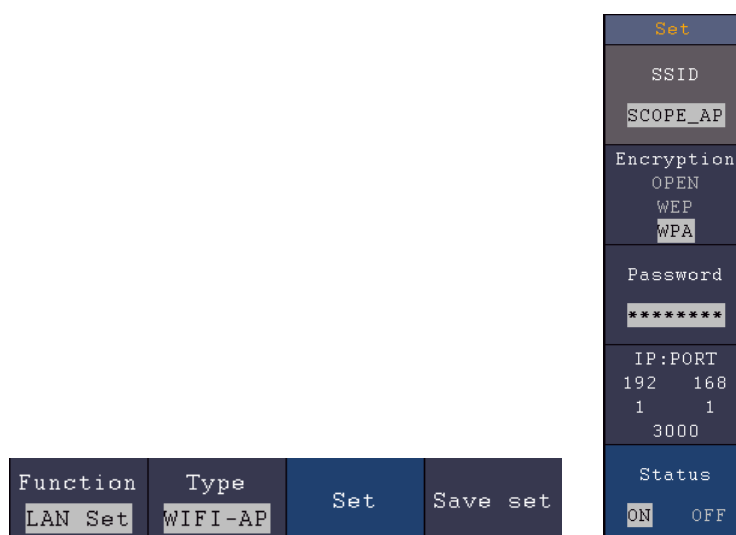 Set
SSID
SCOPE_AP
Encryption
OPEN
WEP
WPA
Password
********
IP:PORT
192 168
1 1
3000
Status
ON OFF
Function Type Set Save set
LAN Set WIFI-AP